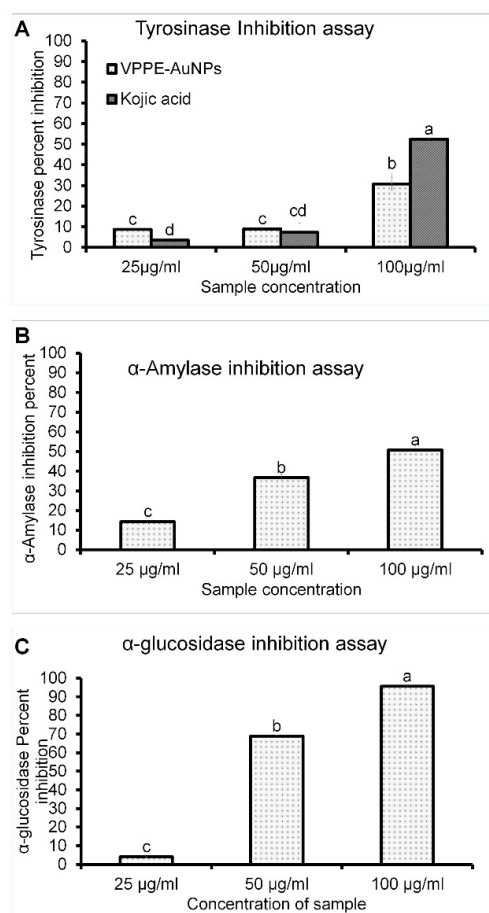 A
Tyrosinase Inhibition assay
Tyrosinase percent inhibition
100
90
80
70
60
50
40
30
20
10
0
VPPE-AuNPs
Kojic acid
c
d
c
cd
b
a
25µg/ml
50µg/ml
100µg/ml
Sample concentration
B
α-Amylase inhibition assay
α-Amylase inhibition percent
100
90
80
70
60
50
40
30
20
10
0
c
b
a
25 µg/ml
50 µg/ml
100 µg/ml
Sample concentration
C
α-glucosidase inhibition assay
α-glucosidase Percent
inhibition
100
90
80
70
60
50
40
30
20
10
0
c
b
a
25 µg/ml
50 µg/ml
100 µg/ml
Concentration of sample